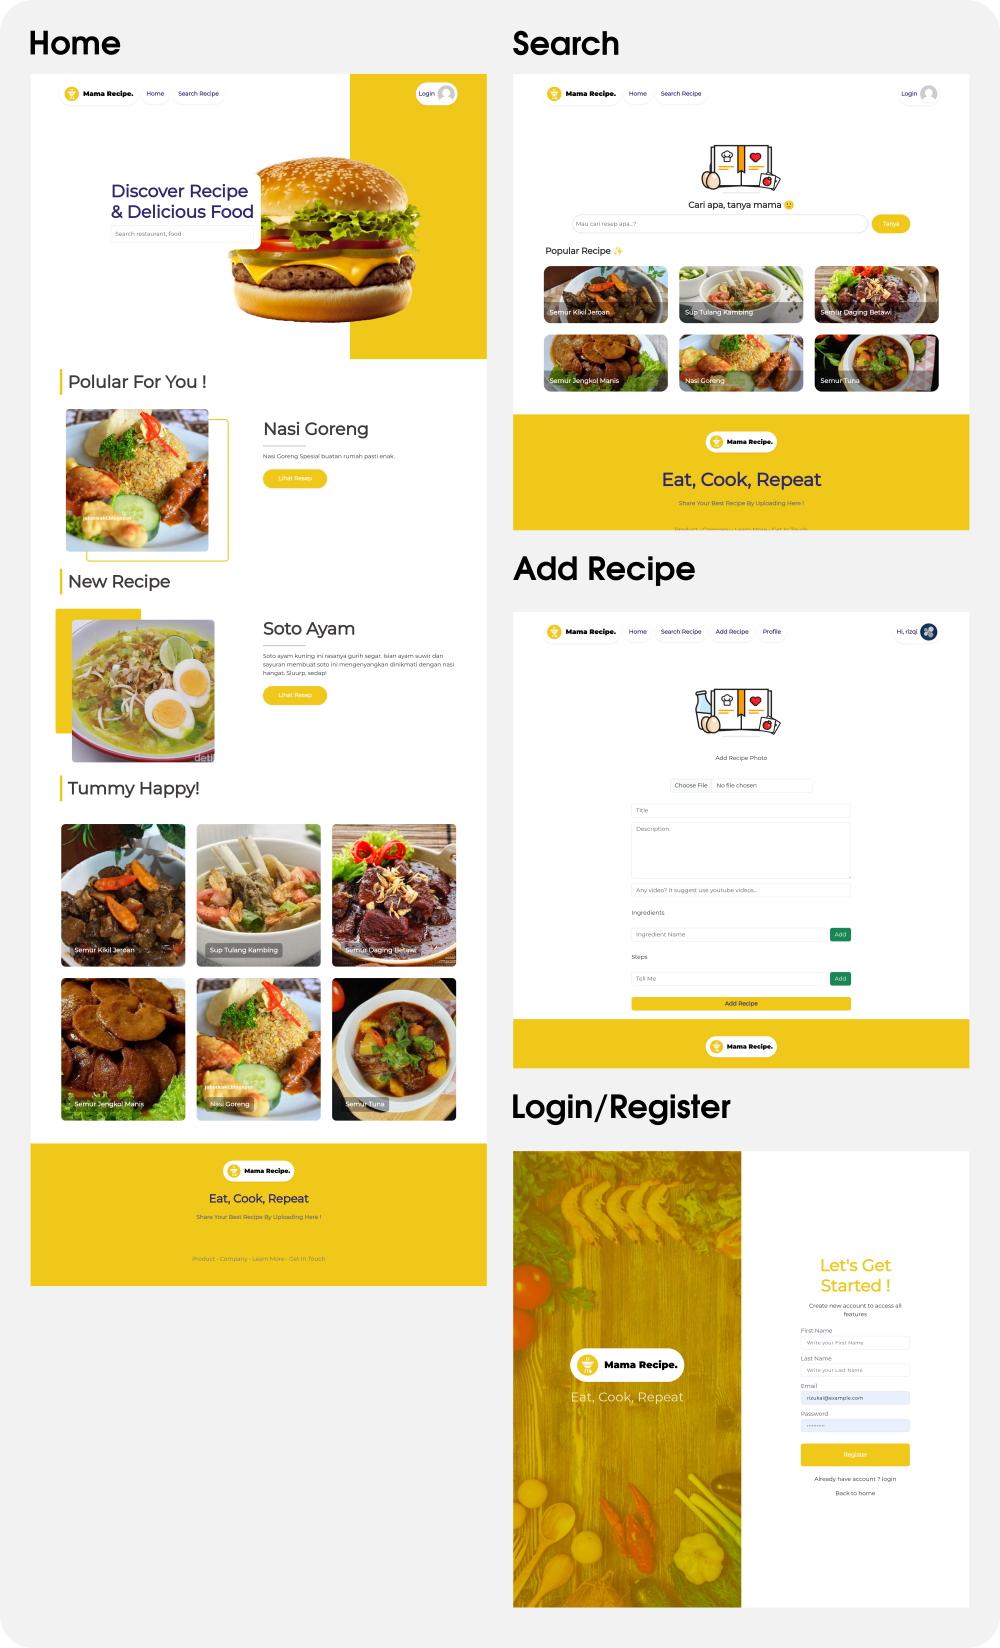 Home
Mama Recipe.
Home
Search Recipe
Login
Discover Recipe
& Delicious Food
Search restaurant, food
Polular For You !
Nasi Goreng
Nasi Goreng Spesial buatan rumah pasti enak.
Lihat Resep
New Recipe
Soto Ayam
Soto ayam kuning ini rasanya gurih segar. Isian ayam suwir dan
sayuran membuat soto ini mengenyangkan dinikmati dengan nasi
hangat. Sluurp, sedap!
Lihat Resep
Tummy Happy!
Semur Kikil Jeroan
Sup Tulang Kambing
Semur Daging Betawi
Semur Jengkol Manis
Nasi Goreng
Semur Tuna
Mama Recipe.
Eat, Cook, Repeat
Share Your Best Recipe By Uploading Here !
Product - Company - Learn More - Get In Touch
Search
Mama Recipe.
Home
Search Recipe
Login
Cari apa, tanya mama 🙂
Mau cari resep apa...?
Tanya
Popular Recipe ✨
Semur Kikil Jeroan
Sup Tulang Kambing
Semur Daging Betawi
Semur Jengkol Manis
Nasi Goreng
Semur Tuna
Mama Recipe.
Eat, Cook, Repeat
Share Your Best Recipe By Uploading Here !
Product - Company - Learn More - Get In Touch
Add Recipe
Mama Recipe.
Home
Search Recipe
Add Recipe
Profile
Hi, rizqi
Add Recipe Photo
Choose File
No file chosen
Title
Description
Any video? It suggest use youtube videos...
Ingredients
Ingredient Name
Add
Steps
Tell Me
Add
Add Recipe
Mama Recipe.
Login/Register
Mama Recipe.
Eat, Cook, Repeat
Let's Get
Started !
Create new account to access all
features
First Name
Write your First Name
Last Name
Write your Last Name
Email
rizukai@example.com
Password
Register
Already have account ? login
Back to home